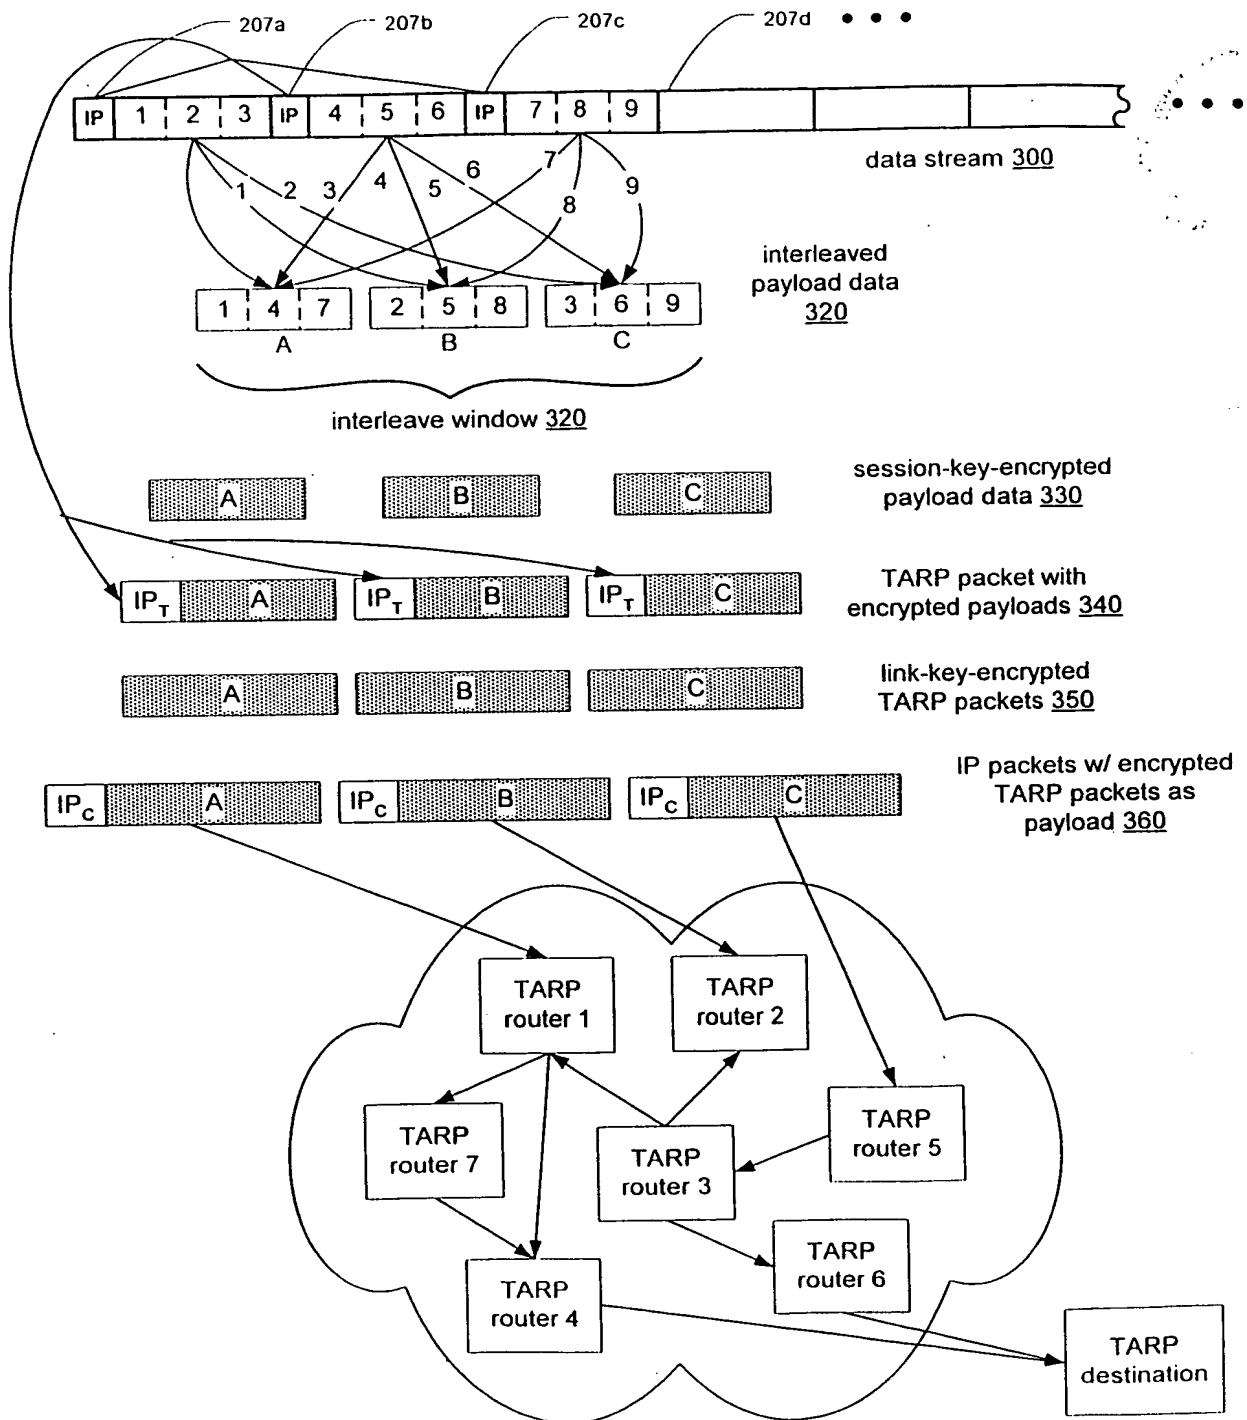 207a
207b
207c
207d
IP 1 2 3 IP 4 5 6 IP 7 8 9
data stream 300
1 2 3 4 5 6 7 8 9
interleaved
payload data
320
1 4 7
2 5 8
3 6 9
A
B
C
interleave window 320
A
B
C
session-key-encrypted
payload data 330
IPT A
IPT B
IPT C
TARP packet with
encrypted payloads 340
A
B
C
link-key-encrypted
TARP packets 350
IPC A
IPC B
IPC C
IP packets w/ encrypted
TARP packets as
payload 360
TARP
router 1
TARP
router 2
TARP
router 7
TARP
router 3
TARP
router 5
TARP
router 4
TARP
router 6
TARP
destination